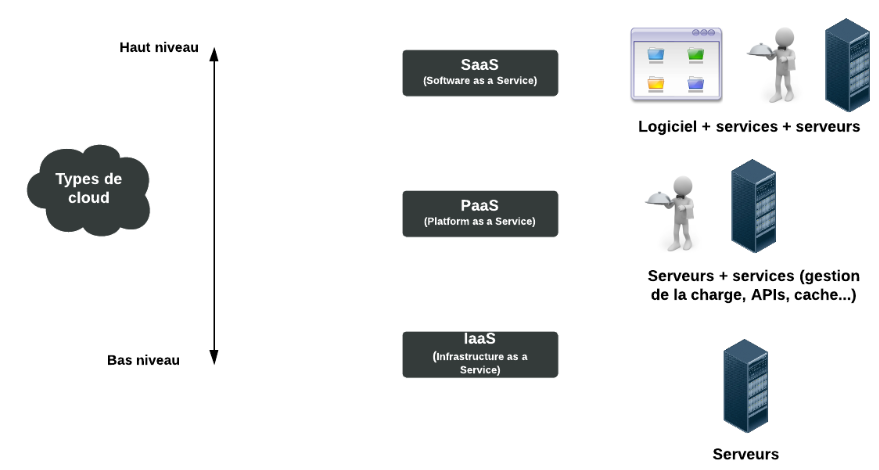 Haut niveau
SaaS
(Software as a Service)
Logiciel + services + serveurs
Types de
cloud
PaaS
(Platform as a Service)
Serveurs + services (gestion
de la charge, APIs, cache...)
Bas niveau
IaaS
(Infrastructure as a
Service)
Serveurs